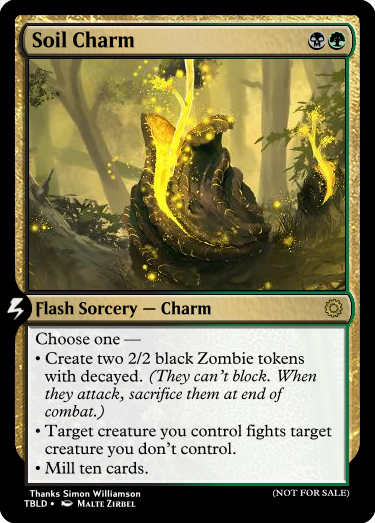 Soil Charm
Flash Sorcery — Charm
Choose one —
• Create two 2/2 black Zombie tokens
with decayed. (They can't block. When
they attack, sacrifice them at end of
combat.)
• Target creature you control fights target
creature you don't control.
• Mill ten cards.
Thanks Simon Williamson
(NOT FOR SALE)
TBLD • Malte Zirbel